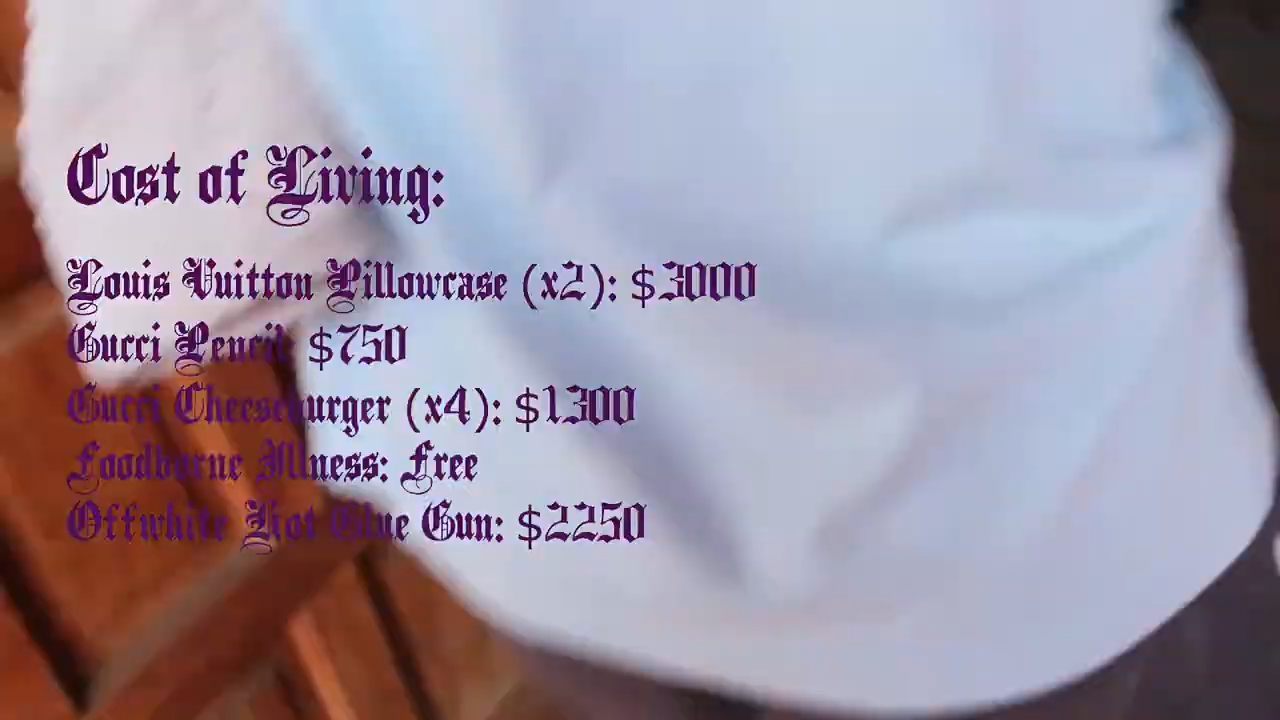 Cost of Living:
Louis Vuitton Pillowcase (x2): $3000
Gucci Pencil: $750
Gucci Cheeseburger (x4): $1300
Foodborne Illness: Free
Offwhite Hot Glue Gun: $2250